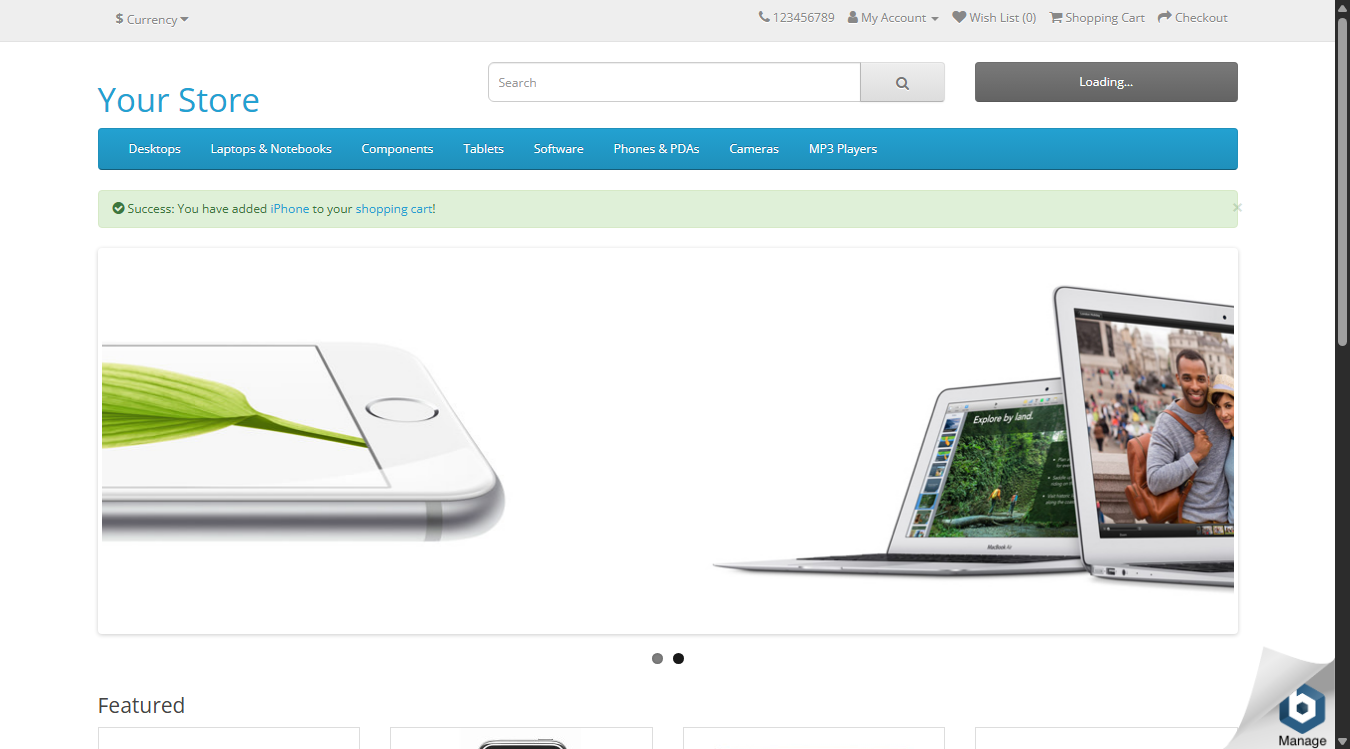 $ Currency
123456789
My Account
Wish List (0)
Shopping Cart
Checkout
Your Store
Search
Loading...
Desktops
Laptops & Notebooks
Components
Tablets
Software
Phones & PDAs
Cameras
MP3 Players
Success: You have added iPhone to your shopping cart!
×
Explore by land.
MacBook Air
Featured
Manage